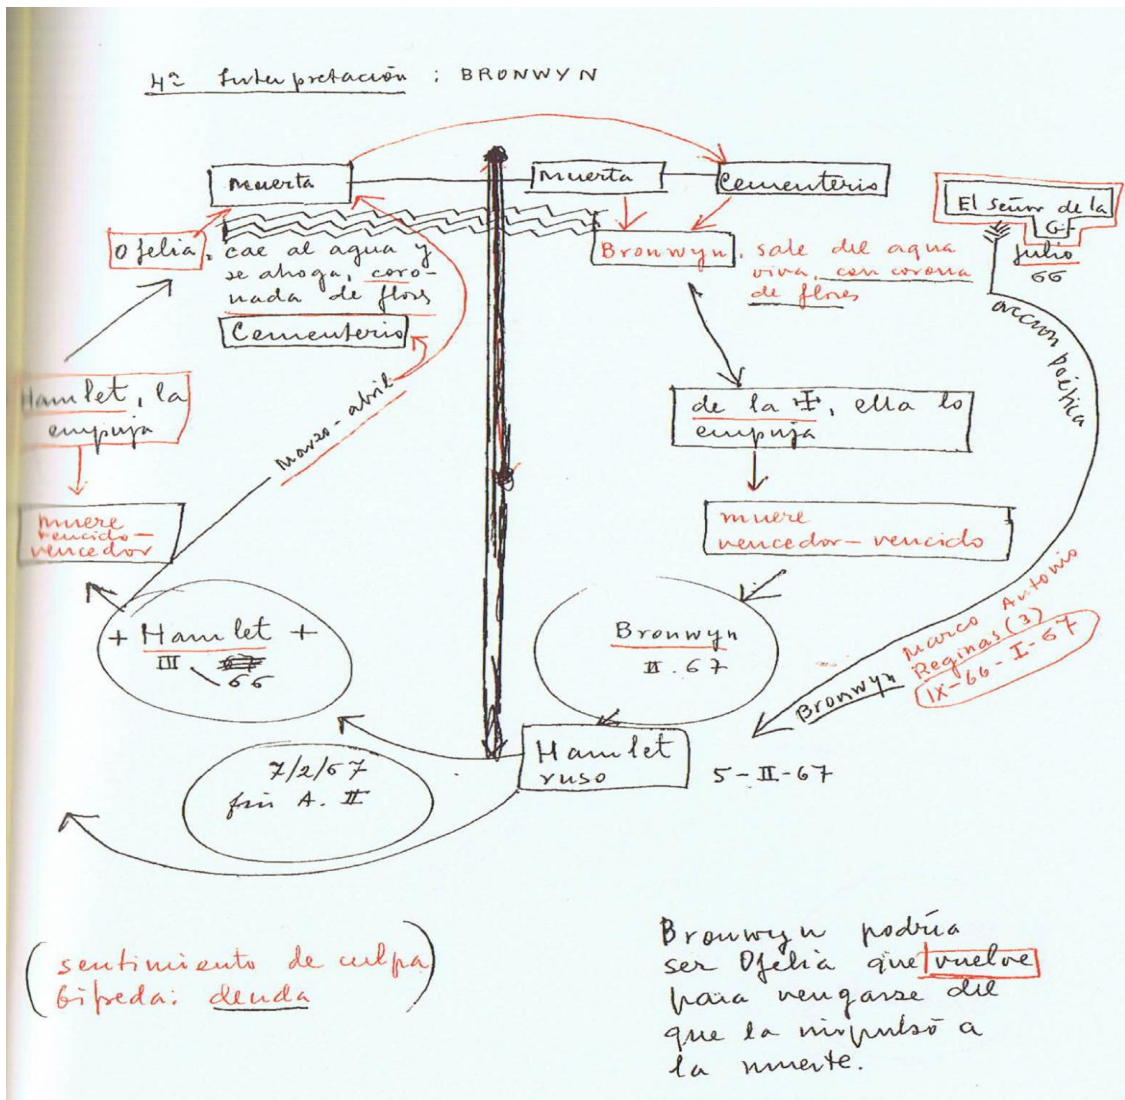 4ª Interpretación: BRONWYN
muerta
muerta
Cementerio
El señor de la
G.
Julio
66
Ofelia, cae al agua y
se ahoga, coro-
nada de flores
Cementerio
Bronwyn, sale del agua
viva, con corona
de flores
acción poética
Hamlet, la
empuja
Marzo-abril
de la I, ella lo
empuja
muere
vencido-
vencedor
muere
vencedor-vencido
+ Hamlet +
III
66
Bronwyn
II.67
Bronwyn
Marco Antonio
Reginas (3)
IX-66-I-67
Hamlet
ruso
5-II-67
7/2/67
fin A. II
(sentimiento de culpa
bífeda: deuda)
Bronwyn podría
ser Ofelia que vuelve
para vengarse del
que la impulsó a
la muerte.